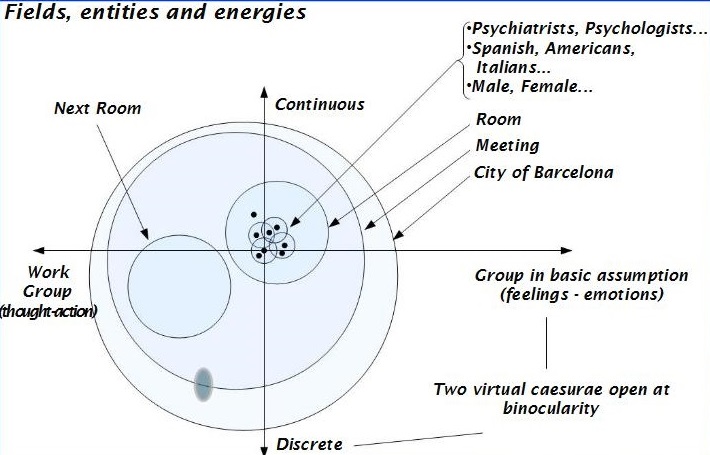 Fields, entities and energies
•Psychiatrists, Psychologists...
•Spanish, Americans,
Italians...
•Male, Female...
Next Room
Continuous
Room
Meeting
City of Barcelona
Work
Group
(thought-action)
Group in basic assumption
(feelings - emotions)
Two virtual caesurae open at
binocularity
Discrete